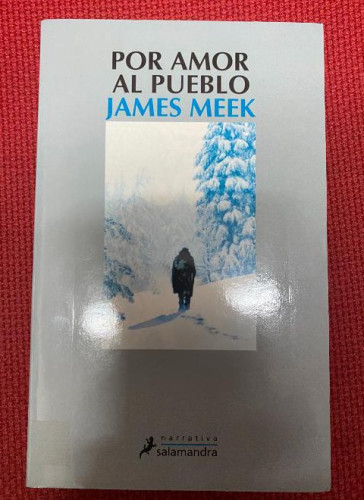 POR AMOR
AL PUEBLO
JAMES MEEK
narrativa
salamandra